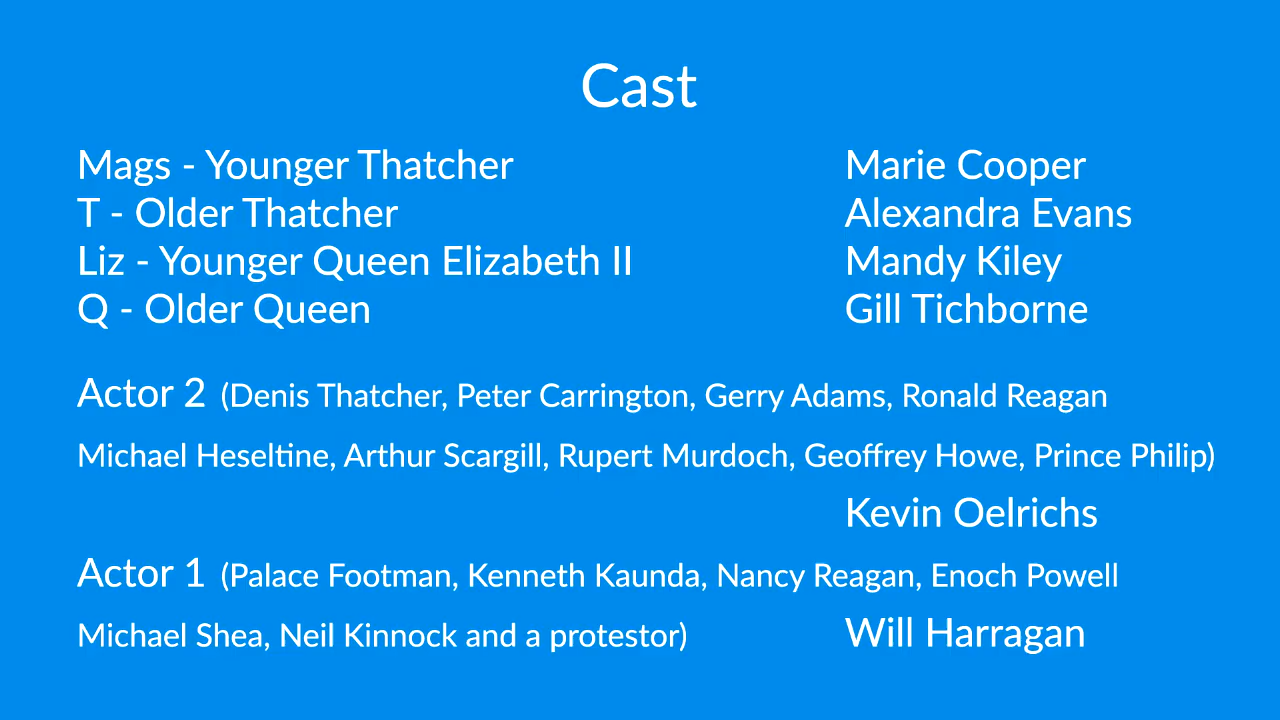 Cast
Mags - Younger Thatcher Marie Cooper
T - Older Thatcher Alexandra Evans
Liz - Younger Queen Elizabeth II Mandy Kiley
Q - Older Queen Gill Tichborne
Actor 2 (Denis Thatcher, Peter Carrington, Gerry Adams, Ronald Reagan
Michael Heseltine, Arthur Scargill, Rupert Murdoch, Geoffrey Howe, Prince Philip)
Kevin Oelrichs
Actor 1 (Palace Footman, Kenneth Kaunda, Nancy Reagan, Enoch Powell
Michael Shea, Neil Kinnock and a protestor) Will Harragan